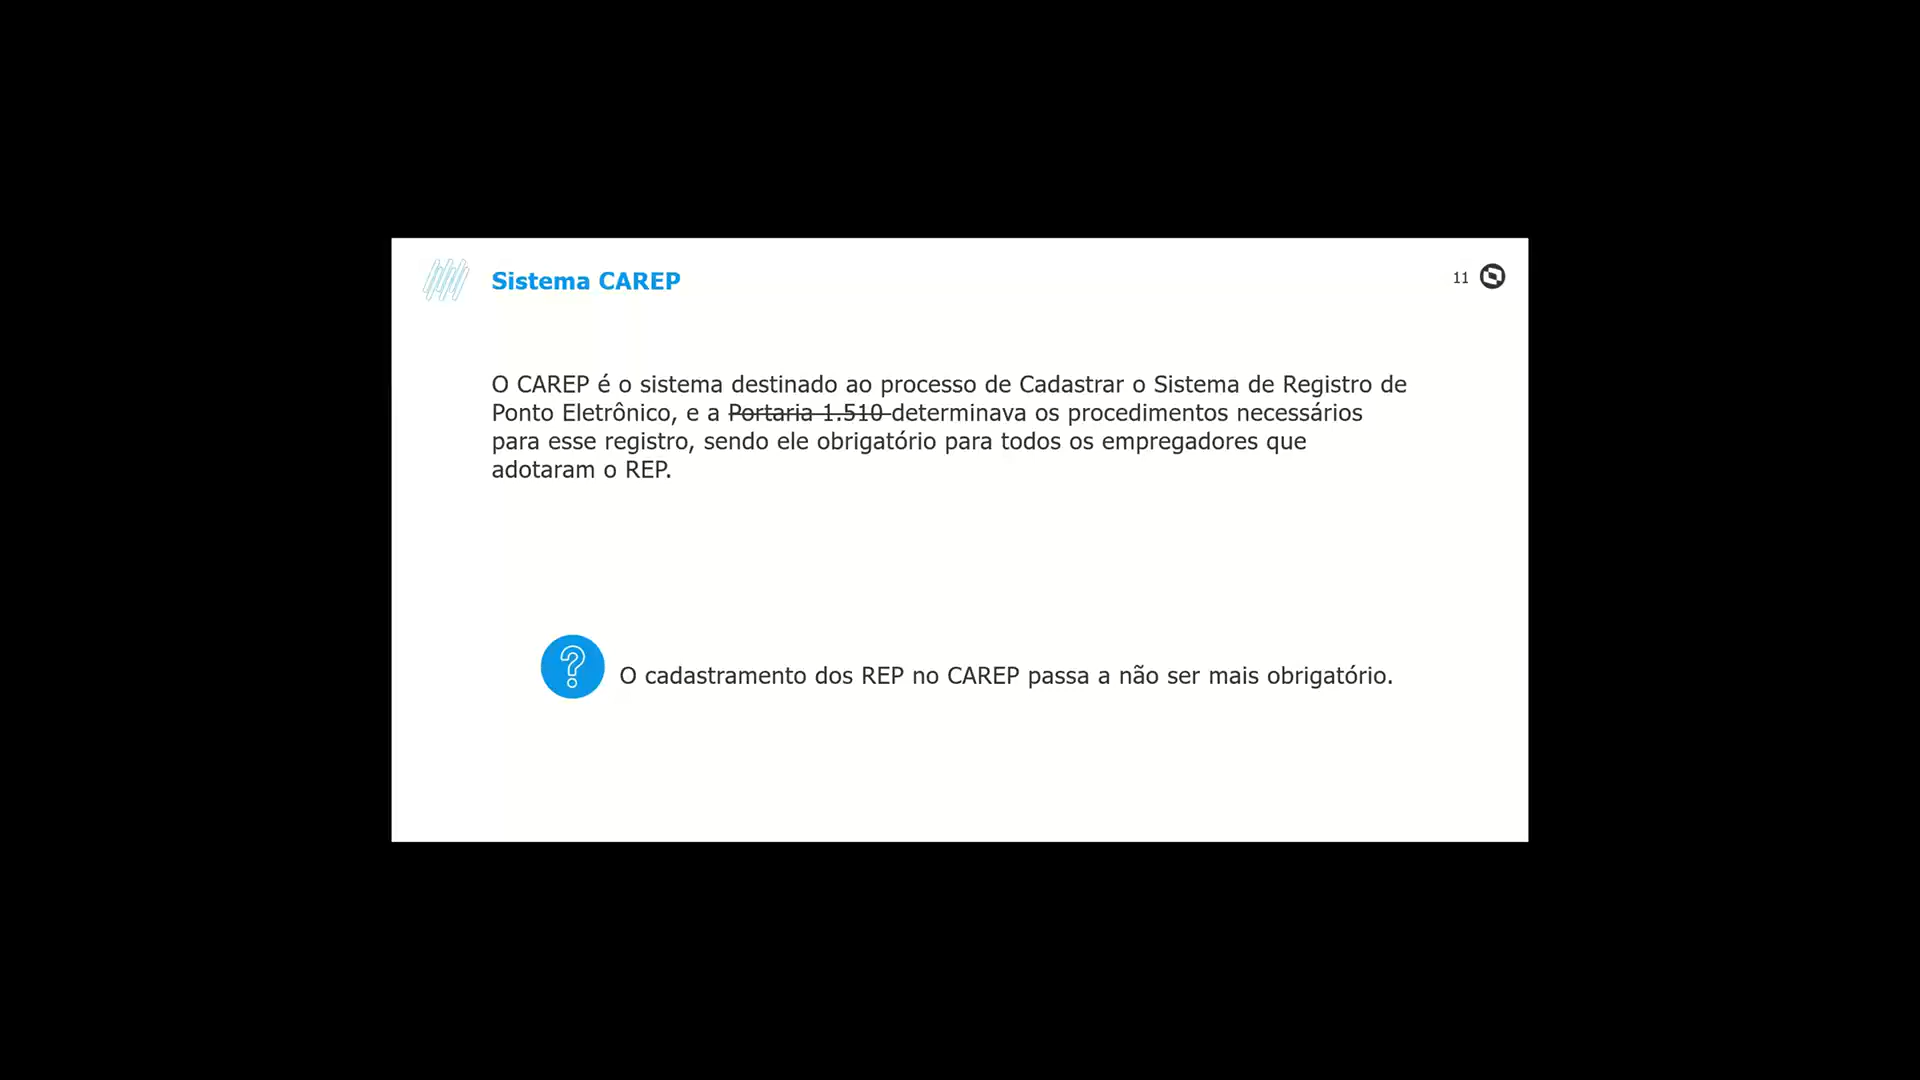 Sistema CAREP
11
O CAREP é o sistema destinado ao processo de Cadastrar o Sistema de Registro de
Ponto Eletrônico, e a Portaria 1.510 determinava os procedimentos necessários
para esse registro, sendo ele obrigatório para todos os empregadores que
adotaram o REP.
O cadastramento dos REP no CAREP passa a não ser mais obrigatório.